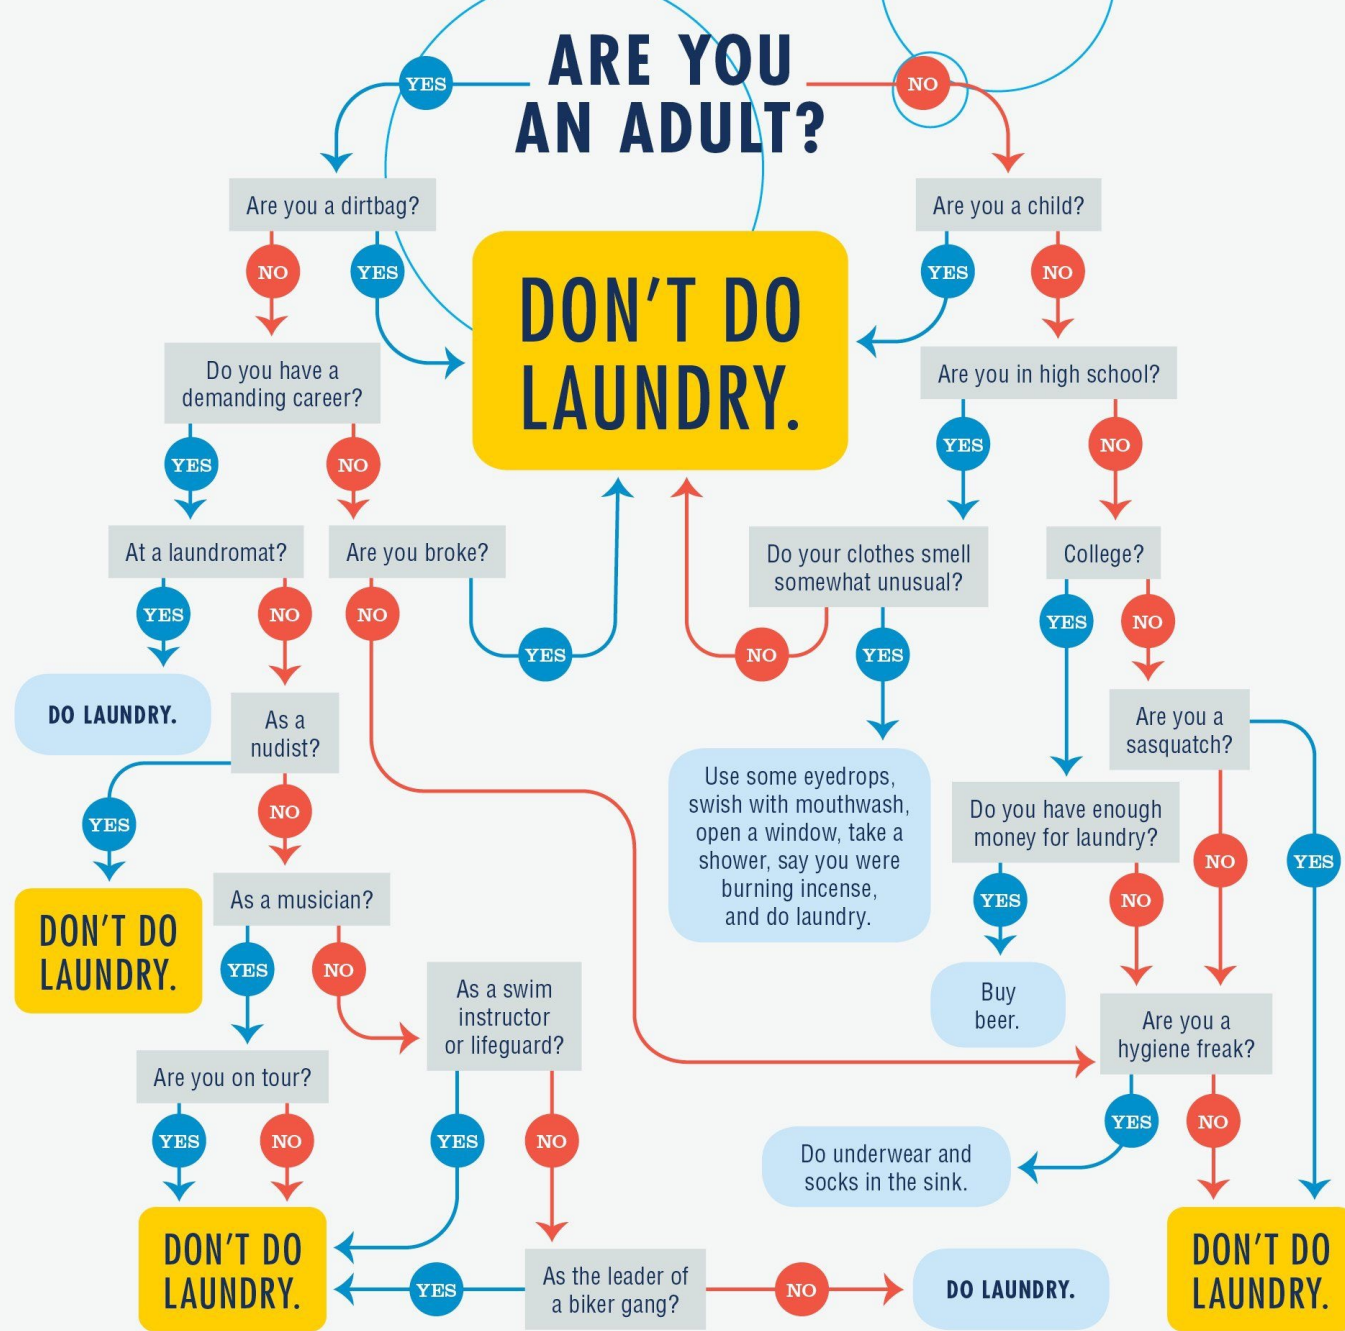 ARE YOU
AN ADULT?
YES
NO
Are you a dirtbag?
Are you a child?
NO
YES
YES
NO
DON'T DO
LAUNDRY.
Do you have a
demanding career?
Are you in high school?
YES
NO
YES
NO
At a laundromat?
Are you broke?
Do your clothes smell
somewhat unusual?
College?
YES
NO
NO
YES
NO
YES
YES
NO
DO LAUNDRY.
As a
nudist?
Are you a
sasquatch?
YES
NO
Use some eyedrops,
swish with mouthwash,
open a window, take a
shower, say you were
burning incense,
and do laundry.
Do you have enough
money for laundry?
NO
YES
YES
NO
DON'T DO
LAUNDRY.
As a musician?
YES
NO
As a swim
instructor
or lifeguard?
Buy
beer.
Are you a
hygiene freak?
Are you on tour?
YES
NO
YES
NO
YES
NO
Do underwear and
socks in the sink.
DON'T DO
LAUNDRY.
YES
As the leader of
a biker gang?
NO
DO LAUNDRY.
DON'T DO
LAUNDRY.